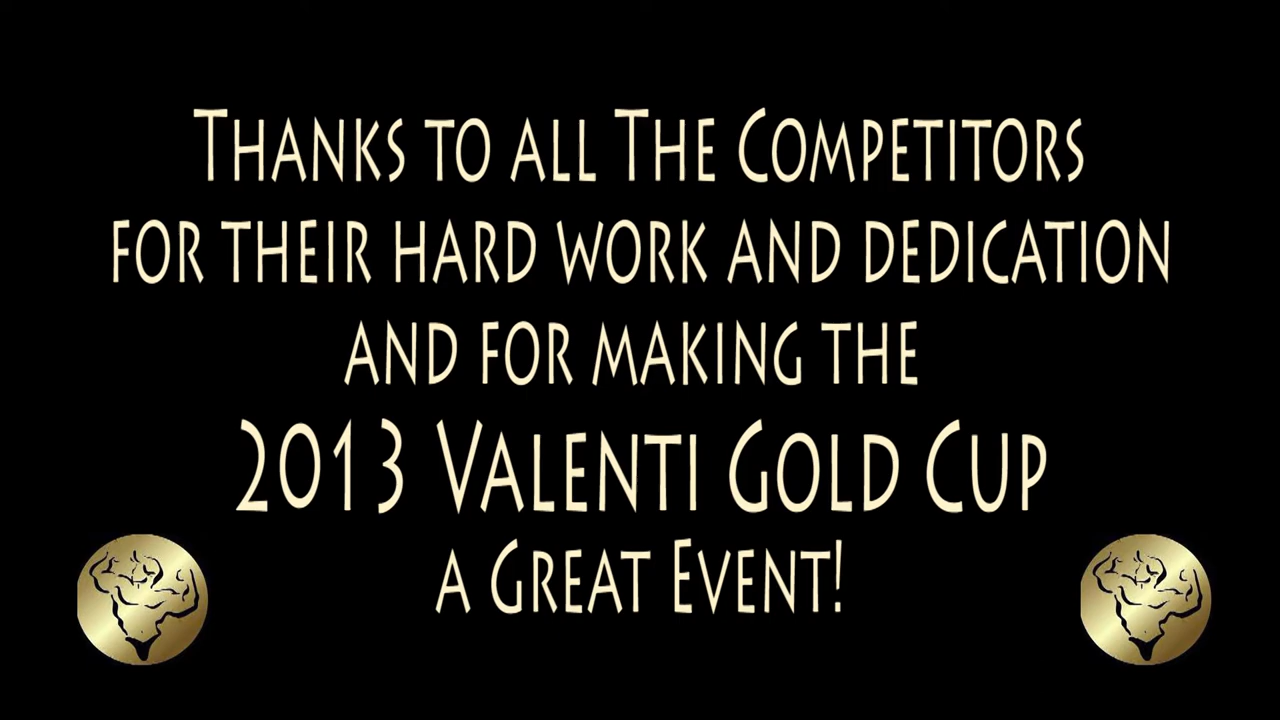 Thanks to all The Competitors
for their hard work and dedication
and for making the
2013 Valenti Gold Cup
a Great Event!